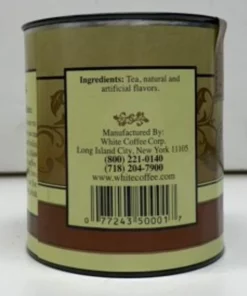 Ingredients: Tea, natural and
artificial flavors.
Manufactured By:
White Coffee Corp.
Long Island City, New York 11105
(800) 221-0140
(718) 204-7900
www.whitecoffee.com
0 77243 50001 7